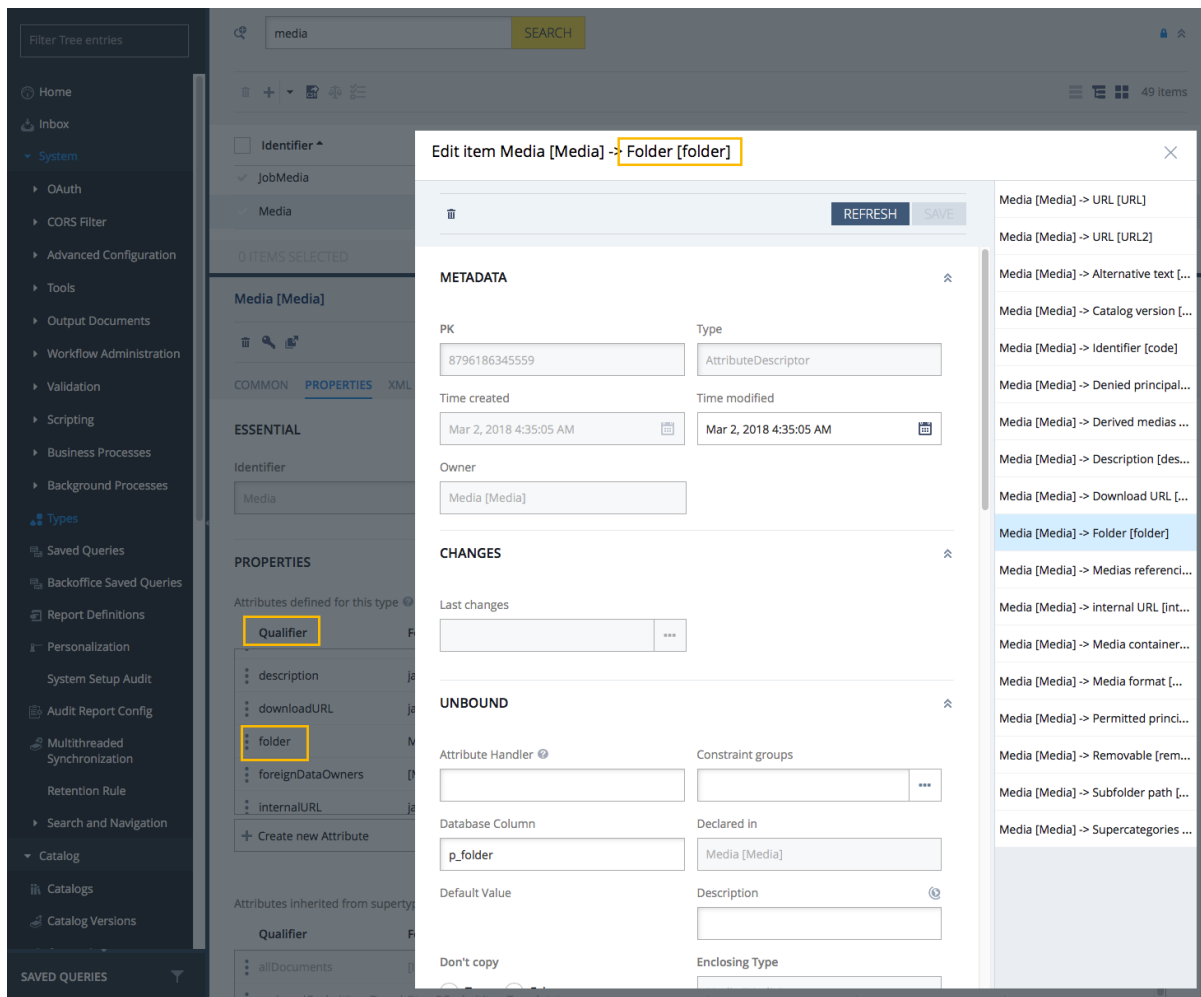 Filter Tree entries
Home
Inbox
System
OAuth
CORS Filter
Advanced Configuration
Tools
Output Documents
Workflow Administration
Validation
Scripting
Business Processes
Background Processes
Types
Saved Queries
Backoffice Saved Queries
Report Definitions
Personalization
System Setup Audit
Audit Report Config
Multithreaded
Synchronization
Retention Rule
Search and Navigation
Catalog
Catalogs
Catalog Versions
SAVED QUERIES
media
SEARCH
49 items
Identifier
JobMedia
Media
0 ITEMS SELECTED
Media [Media]
COMMON PROPERTIES XML
ESSENTIAL
Identifier
Media
PROPERTIES
Attributes defined for this type
Qualifier
description
downloadURL
folder
foreignDataOwners
internalURL
+ Create new Attribute
Attributes inherited from supertyp
Qualifier
allDocuments
Edit item Media [Media] -> Folder [folder]
REFRESH SAVE
METADATA
PK Type
8796186345559 AttributeDescriptor
Time created Time modified
Mar 2, 2018 4:35:05 AM Mar 2, 2018 4:35:05 AM
Owner
Media [Media]
CHANGES
Last changes
...
UNBOUND
Attribute Handler Constraint groups
...
Database Column Declared in
p_folder Media [Media]
Default Value Description
Don't copy Enclosing Type
Media [Media] -> URL [URL]
Media [Media] -> URL [URL2]
Media [Media] -> Alternative text [...
Media [Media] -> Catalog version [...
Media [Media] -> Identifier [code]
Media [Media] -> Denied principal...
Media [Media] -> Derived medias ...
Media [Media] -> Description [des...
Media [Media] -> Download URL [...
Media [Media] -> Folder [folder]
Media [Media] -> Medias referenci...
Media [Media] -> internal URL [int...
Media [Media] -> Media container...
Media [Media] -> Media format [...
Media [Media] -> Permitted princi...
Media [Media] -> Removable [rem...
Media [Media] -> Subfolder path [...
Media [Media] -> Supercategories ...